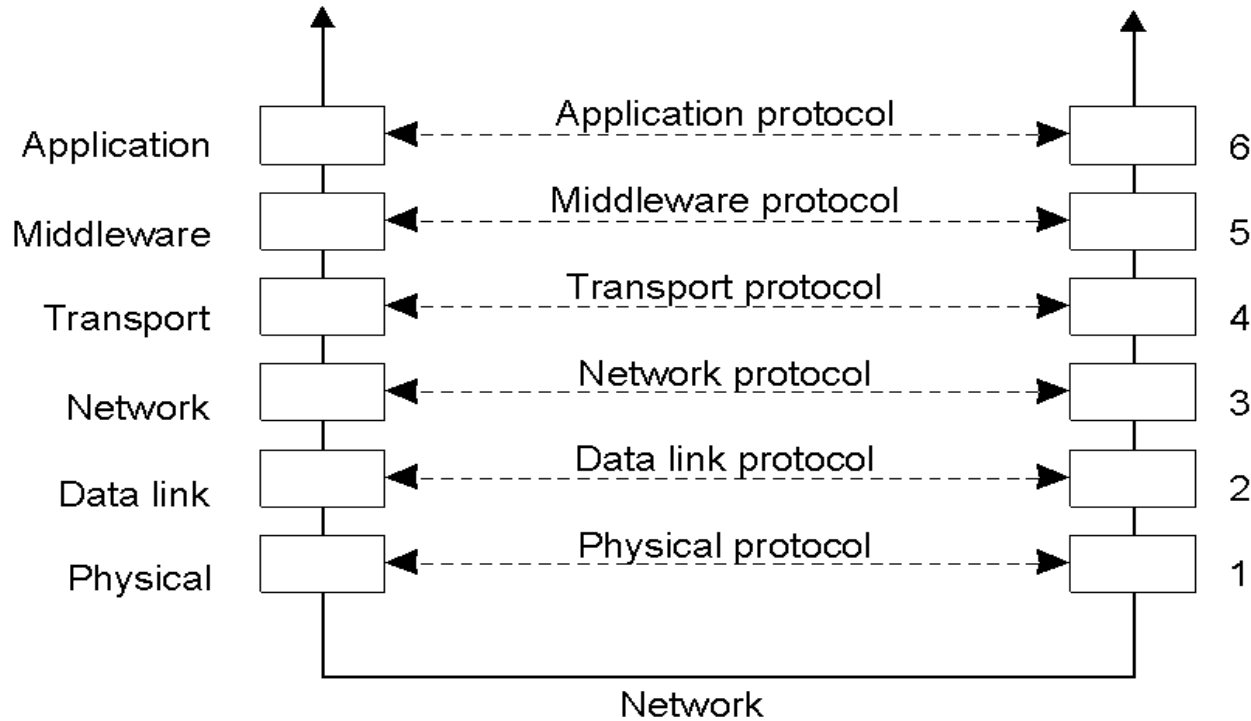 Application protocol
Application
6
Middleware protocol
Middleware
5
Transport protocol
Transport
4
Network protocol
Network
3
Data link protocol
Data link
2
Physical protocol
Physical
1
Network